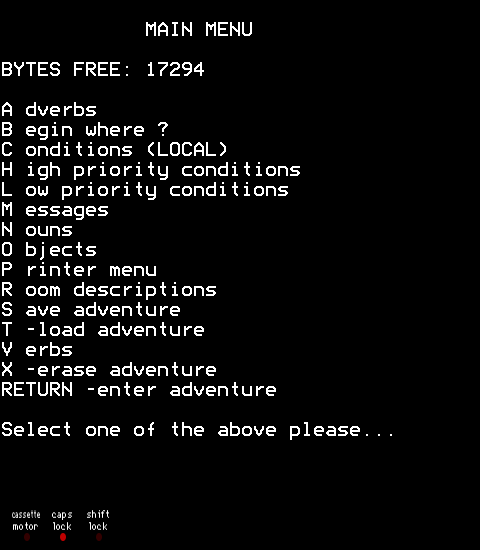 MAIN MENU
BYTES FREE: 17294
A dverbs
B egin where ?
C onditions (LOCAL)
H igh priority conditions
L ow priority conditions
M essages
N ouns
O bjects
P rinter menu
R oom descriptions
S ave adventure
T -load adventure
V erbs
X -erase adventure
RETURN -enter adventure
Select one of the above please...
cassette caps shift
motor lock lock